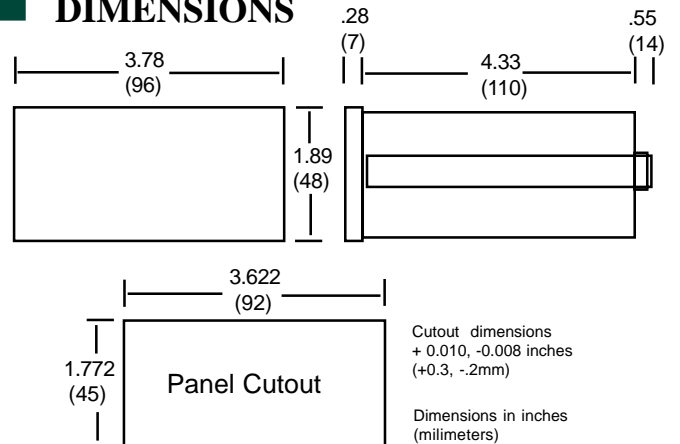 DIMENSIONS
.28
(7)
.55
(14)
3.78
(96)
4.33
(110)
1.89
(48)
3.622
(92)
1.772
(45)
Panel Cutout
Cutout dimensions
+ 0.010, -0.008 inches
(+0.3, -.2mm)
Dimensions in inches
(milimeters)